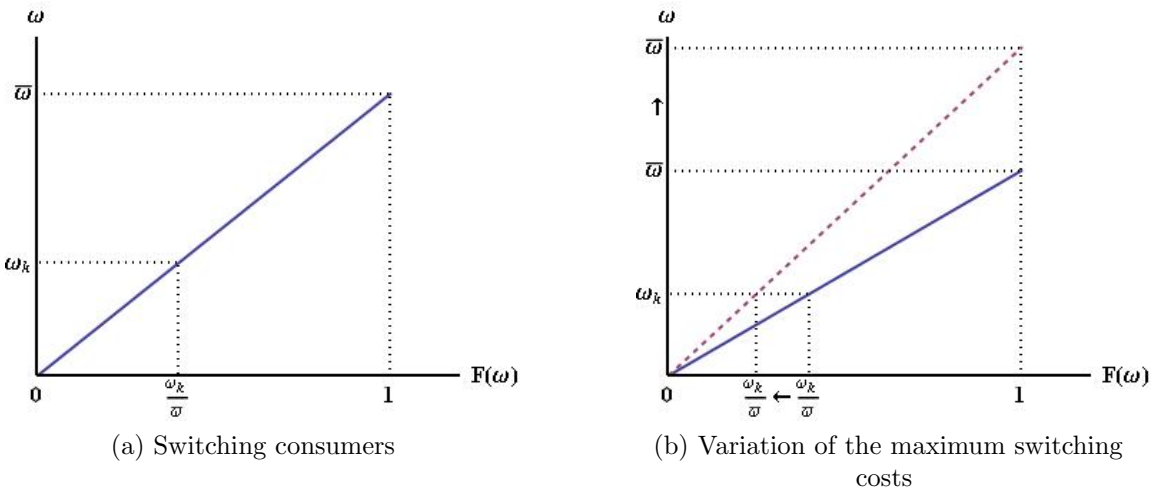 ω
ω̅
ω_k
0
ω_k
ϖ
1
F(ω)
(a) Switching consumers
ω
ω̅
↑
ω̅
ω_k
0
ω_k ← ω_k
ϖ ϖ
1
F(ω)
(b) Variation of the maximum switching
costs